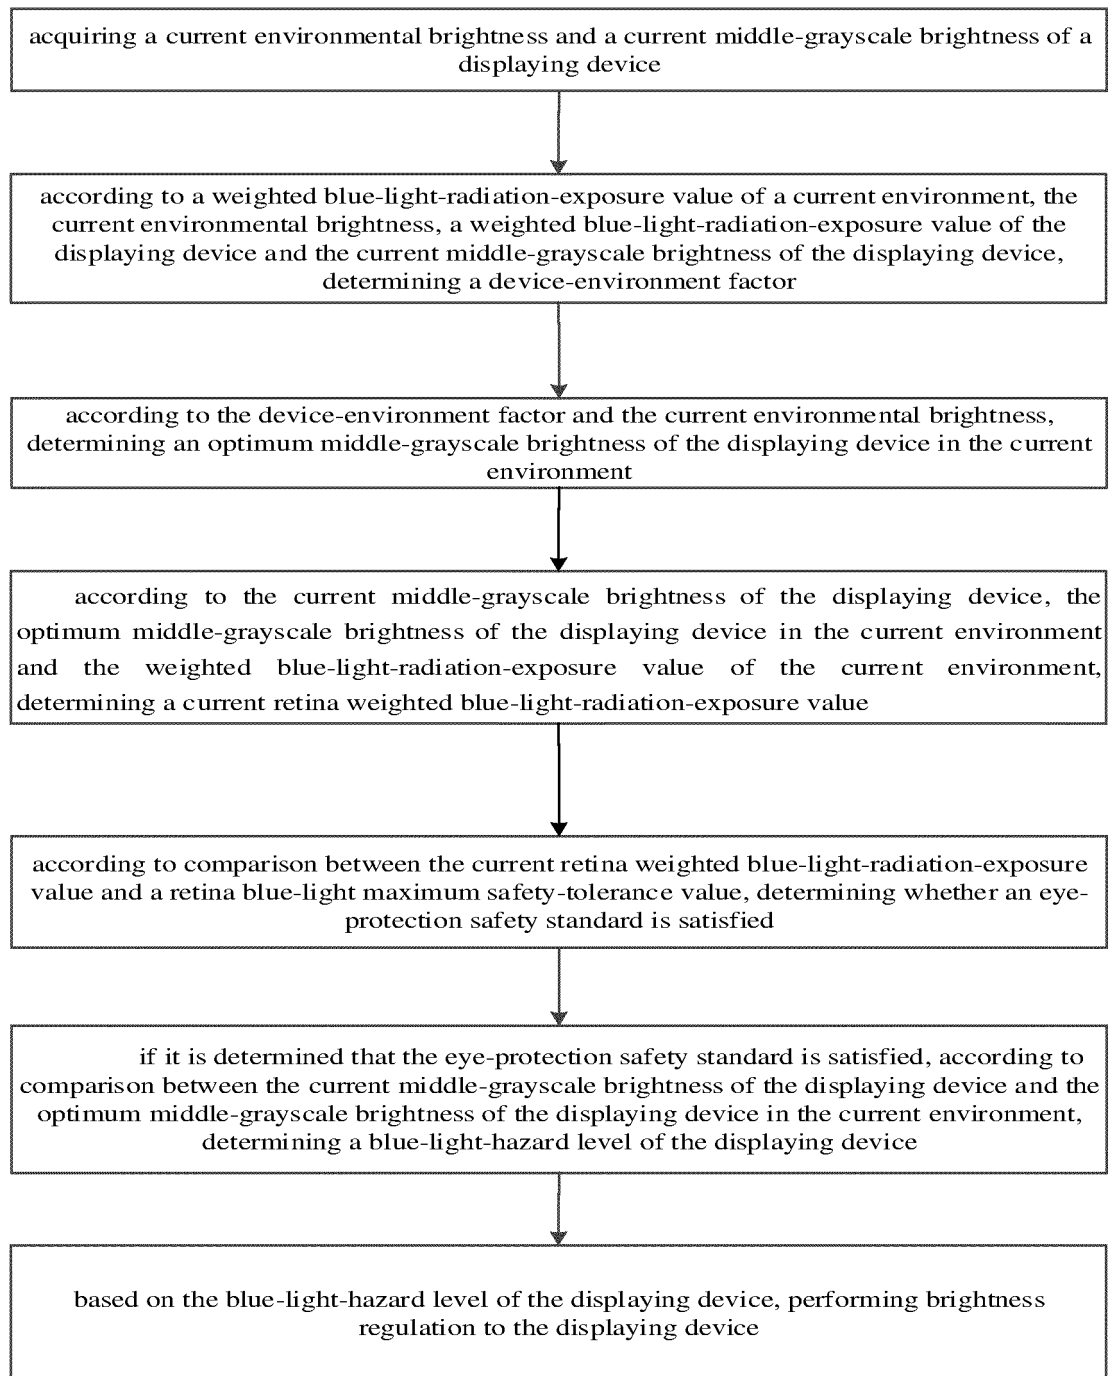 acquiring a current environmental brightness and a current middle-grayscale brightness of a
displaying device
according to a weighted blue-light-radiation-exposure value of a current environment, the
current environmental brightness, a weighted blue-light-radiation-exposure value of the
displaying device and the current middle-grayscale brightness of the displaying device,
determining a device-environment factor
according to the device-environment factor and the current environmental brightness,
determining an optimum middle-grayscale brightness of the displaying device in the current
environment
according to the current middle-grayscale brightness of the displaying device, the
optimum middle-grayscale brightness of the displaying device in the current environment
and the weighted blue-light-radiation-exposure value of the current environment,
determining a current retina weighted blue-light-radiation-exposure value
according to comparison between the current retina weighted blue-light-radiation-exposure
value and a retina blue-light maximum safety-tolerance value, determining whether an eye-
protection safety standard is satisfied
if it is determined that the eye-protection safety standard is satisfied, according to
comparison between the current middle-grayscale brightness of the displaying device and the
optimum middle-grayscale brightness of the displaying device in the current environment,
determining a blue-light-hazard level of the displaying device
based on the blue-light-hazard level of the displaying device, performing brightness
regulation to the displaying device